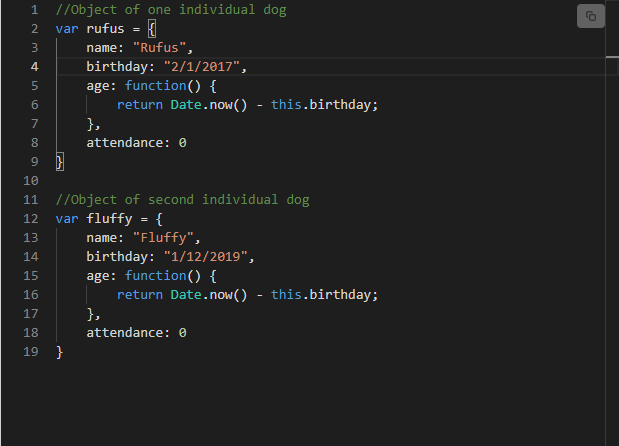 1 //Object of one individual dog
2 var rufus = {
3     name: "Rufus",
4     birthday: "2/1/2017",
5     age: function() {
6         return Date.now() - this.birthday;
7     },
8     attendance: 0
9 }
10
11 //Object of second individual dog
12 var fluffy = {
13     name: "Fluffy",
14     birthday: "1/12/2019",
15     age: function() {
16         return Date.now() - this.birthday;
17     },
18     attendance: 0
19 }